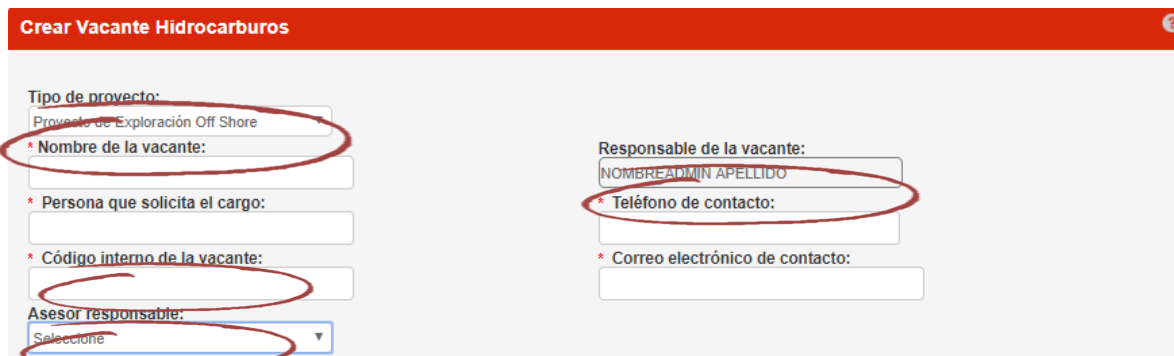 Crear Vacante Hidrocarburos
?
Tipo de proyecto:
Proyecto de Exploración Off Shore
* Nombre de la vacante:
Responsable de la vacante:
NOMBREADMIN APELLIDO
* Persona que solicita el cargo:
* Teléfono de contacto:
* Código interno de la vacante:
* Correo electrónico de contacto:
Asesor responsable:
Seleccione